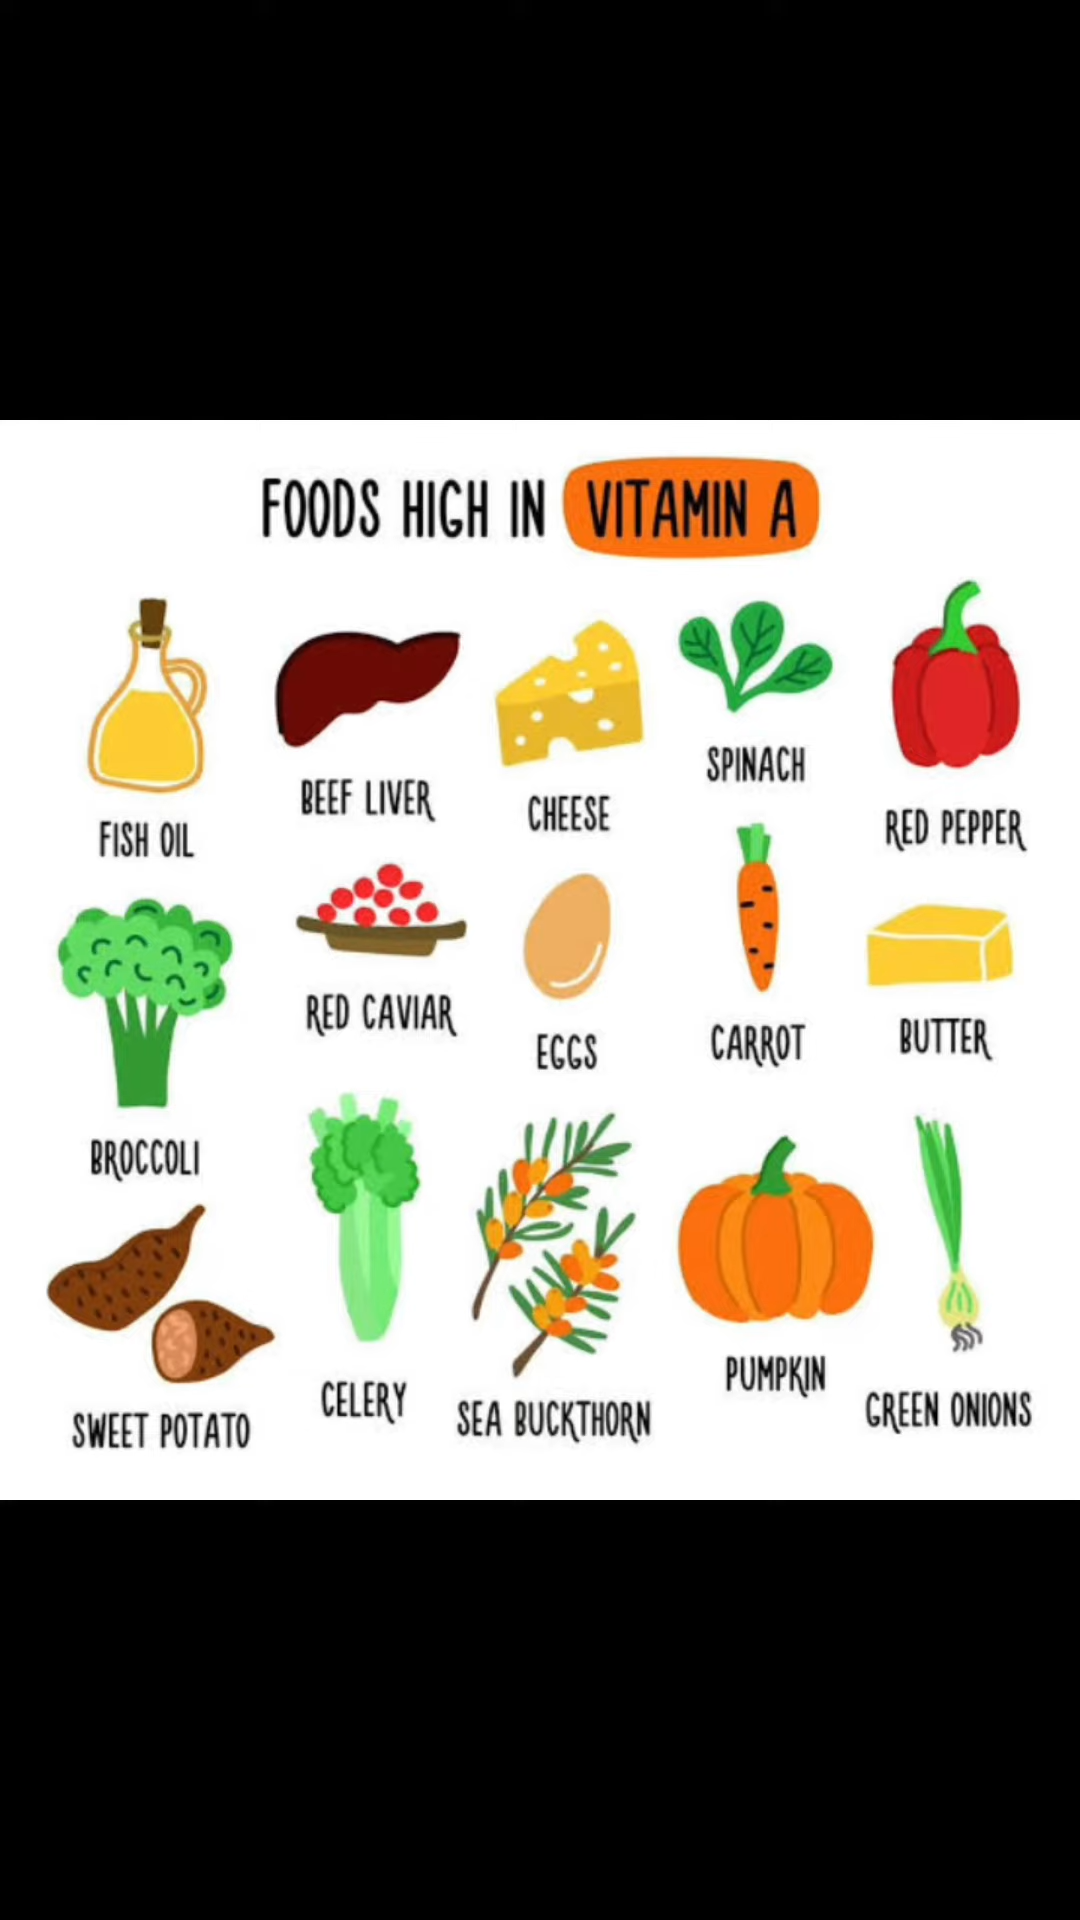 FOODS HIGH IN VITAMIN A
FISH OIL
BEEF LIVER
CHEESE
SPINACH
RED PEPPER
BROCCOLI
RED CAVIAR
EGGS
CARROT
BUTTER
SWEET POTATO
CELERY
SEA BUCKTHORN
PUMPKIN
GREEN ONIONS